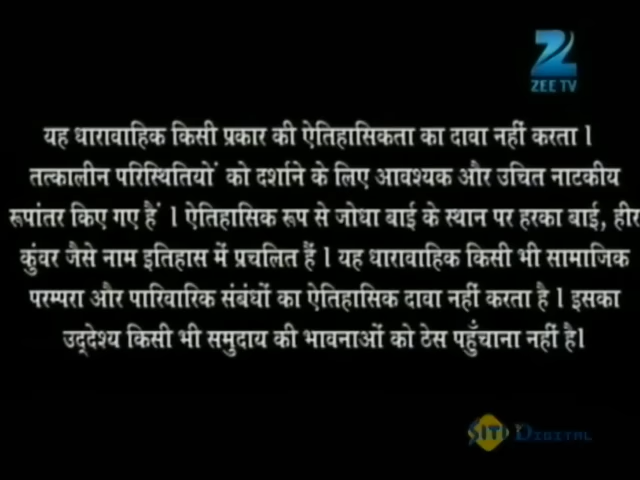 ZEE TV
यह धारावाहिक किसी प्रकार की ऐतिहासिकता का दावा नहीं करता ।
तत्कालीन परिस्थितियों को दर्शाने के लिए आवश्यक और उचित नाटकीय
रूपांतर किए गए हैं । ऐतिहासिक रूप से जोधा बाई के स्थान पर हरका बाई, हीर
कुंवर जैसे नाम इतिहास में प्रचलित हैं । यह धारावाहिक किसी भी सामाजिक
परम्परा और पारिवारिक संबंधों का ऐतिहासिक दावा नहीं करता है । इसका
उद्देश्य किसी भी समुदाय की भावनाओं को ठेस पहुँचाना नहीं है।
SITI DIGITAL